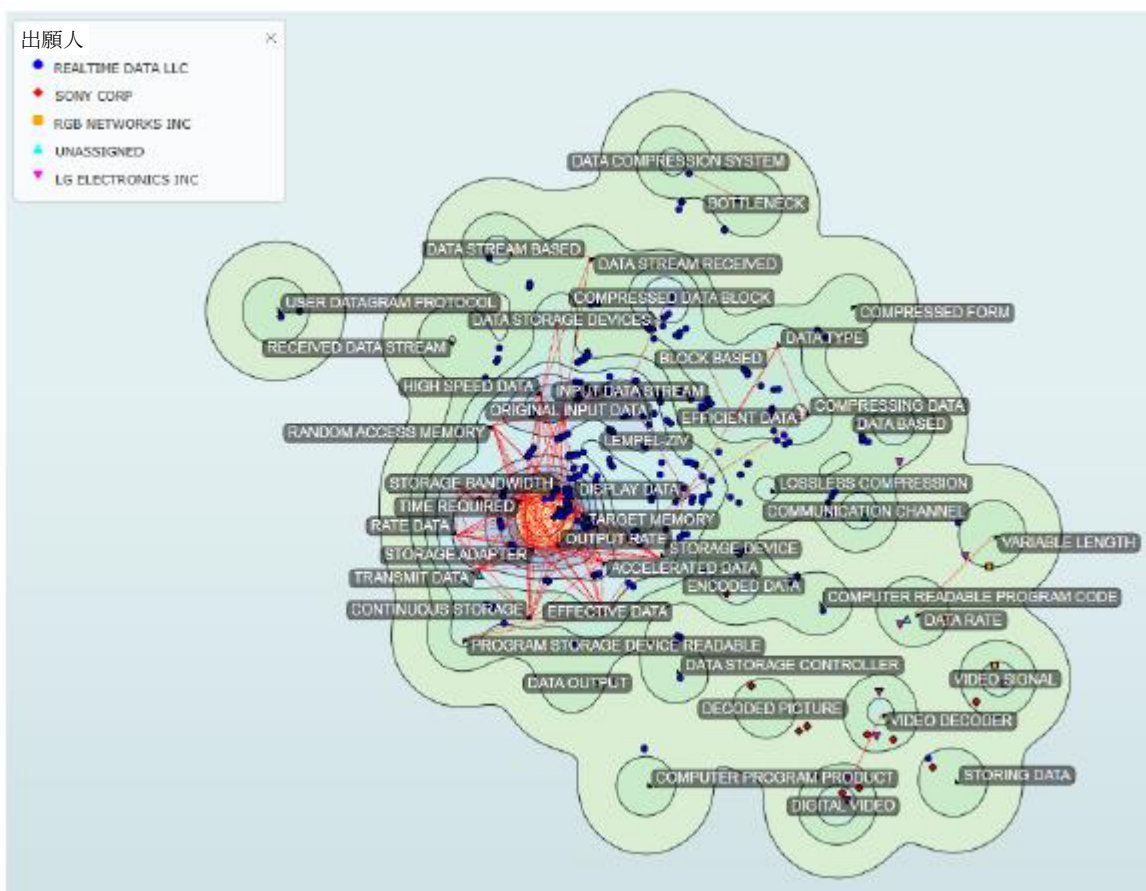 出願人
REALTIME DATA LLC
SONY CORP
RGB NETWORKS INC
UNASSIGNED
LG ELECTRONICS INC
DATA COMPRESSION SYSTEM
BOTTLENECK
DATA STREAM BASED
DATA STREAM RECEIVED
USER DATAGRAM PROTOCOL
COMPRESSED DATA BLOCK
COMPRESSED FORM
DATA STORAGE DEVICES
DATA TYPE
RECEIVED DATA STREAM
BLOCK BASED
HIGH SPEED DATA
INPUT DATA STREAM
ORIGINAL INPUT DATA
EFFICIENT DATA
COMPRESSING DATA
DATA BASED
RANDOM ACCESS MEMORY
LEMPEL-ZIV
STORAGE BANDWIDTH
DISPLAY DATA
LOSSLESS COMPRESSION
TIME REQUIRED
COMMUNICATION CHANNEL
RATE DATA
TARGET MEMORY
OUTPUT RATE
VARIABLE LENGTH
STORAGE ADAPTER
STORAGE DEVICE
TRANSMIT DATA
ACCELERATED DATA
ENCODED DATA
COMPUTER READABLE PROGRAM CODE
CONTINUOUS STORAGE
EFFECTIVE DATA
DATA RATE
PROGRAM STORAGE DEVICE READABLE
DATA STORAGE CONTROLLER
DATA OUTPUT
VIDEO SIGNAL
DECODED PICTURE
VIDEO DECODER
COMPUTER PROGRAM PRODUCT
STORING DATA
DIGITAL VIDEO